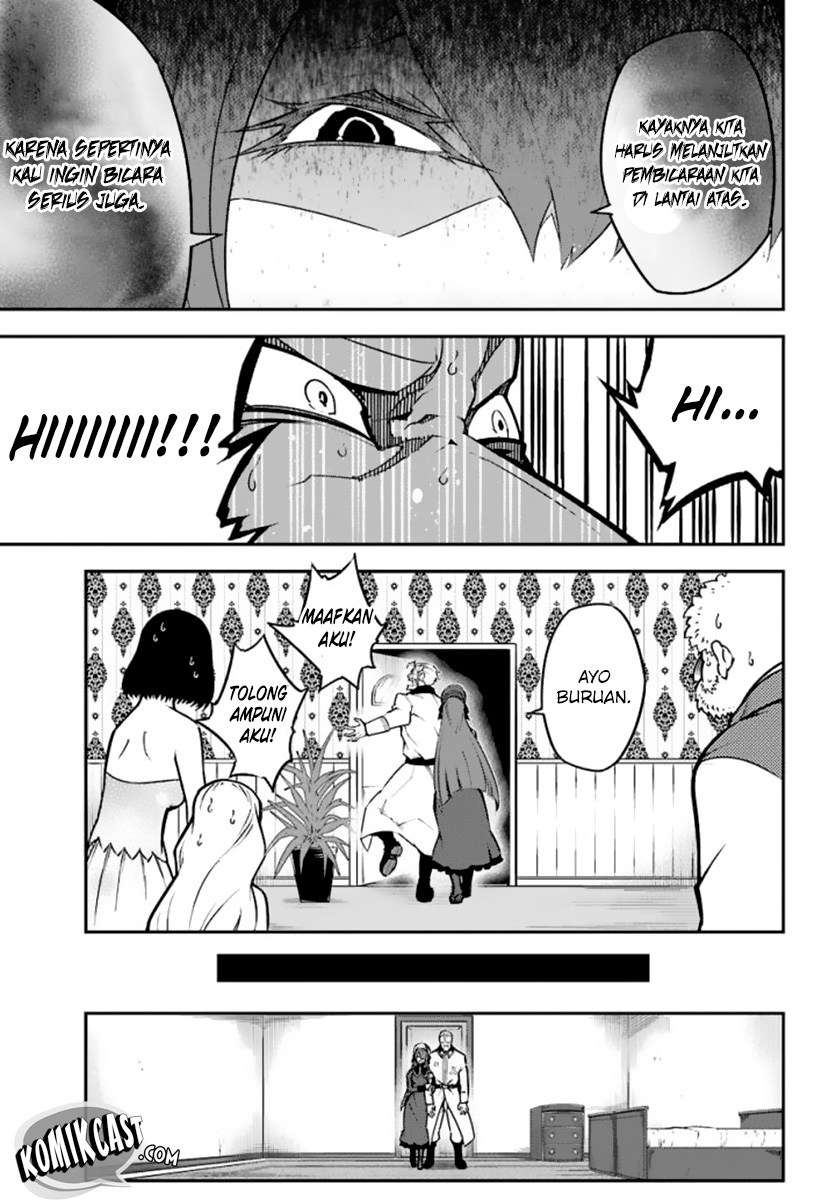 KAYAKNYA KITA
HARUS MELANJLTKAN
PEMBICARAAN KITA
DI LANTAI ATAS.
KARENA SEPERTINYA
KAU INGIN BICARA
SERIUS JUGA.
HI...
HIIIIIIIII!!!
AYO
BURUAN.
MAAFKAN
AKU!
TOLONG
AMPUNI
AKU!
KOMIKCAST
.COM